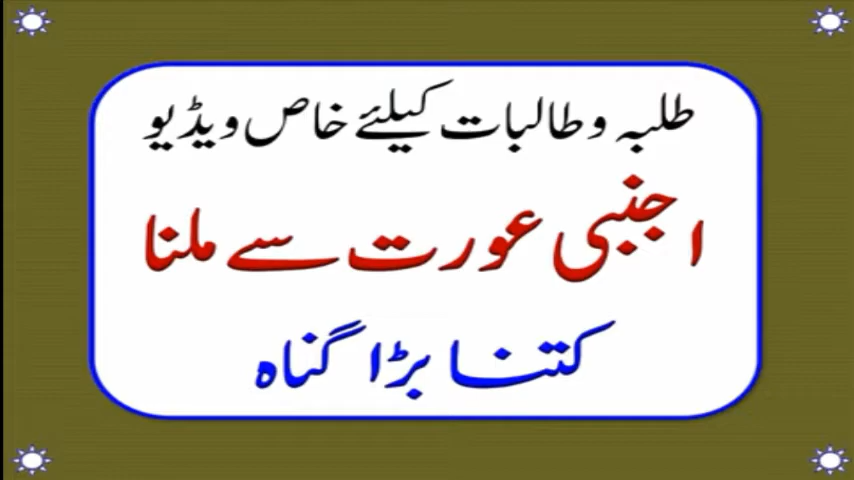 طلبہ و طالبات کیلئے خاص ویڈیو
اجنبی عورت سے ملنا
کتنا بڑا گناہ